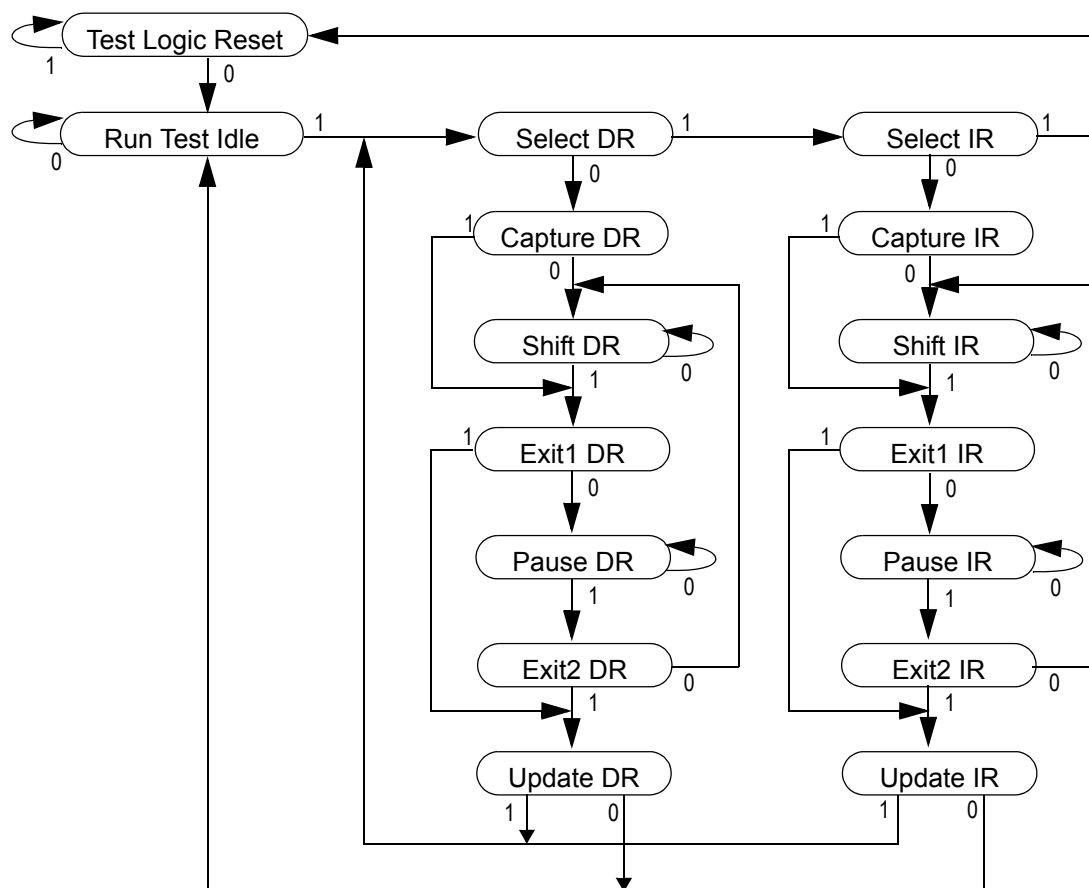 Test Logic Reset
1
0
Run Test Idle
1
Select DR
1
Select IR
1
0
0
0
1
Capture DR
1
Capture IR
0
0
Shift DR
0
Shift IR
0
1
1
1
Exit1 DR
1
Exit1 IR
0
0
Pause DR
0
Pause IR
0
1
1
Exit2 DR
0
Exit2 IR
0
1
1
Update DR
Update IR
1
0
1
0